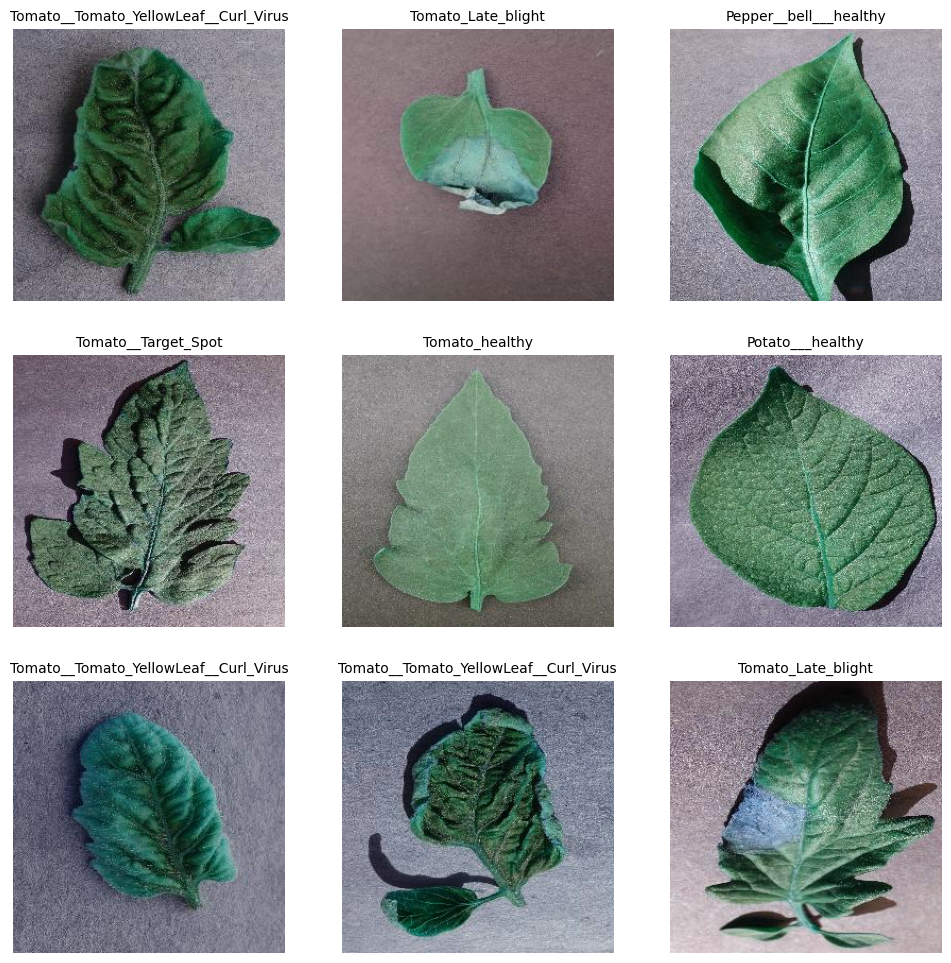 Tomato__Tomato_YellowLeaf__Curl_Virus
Tomato_Late_blight
Pepper__bell___healthy
Tomato__Target_Spot
Tomato_healthy
Potato___healthy
Tomato__Tomato_YellowLeaf__Curl_Virus
Tomato__Tomato_YellowLeaf__Curl_Virus
Tomato_Late_blight